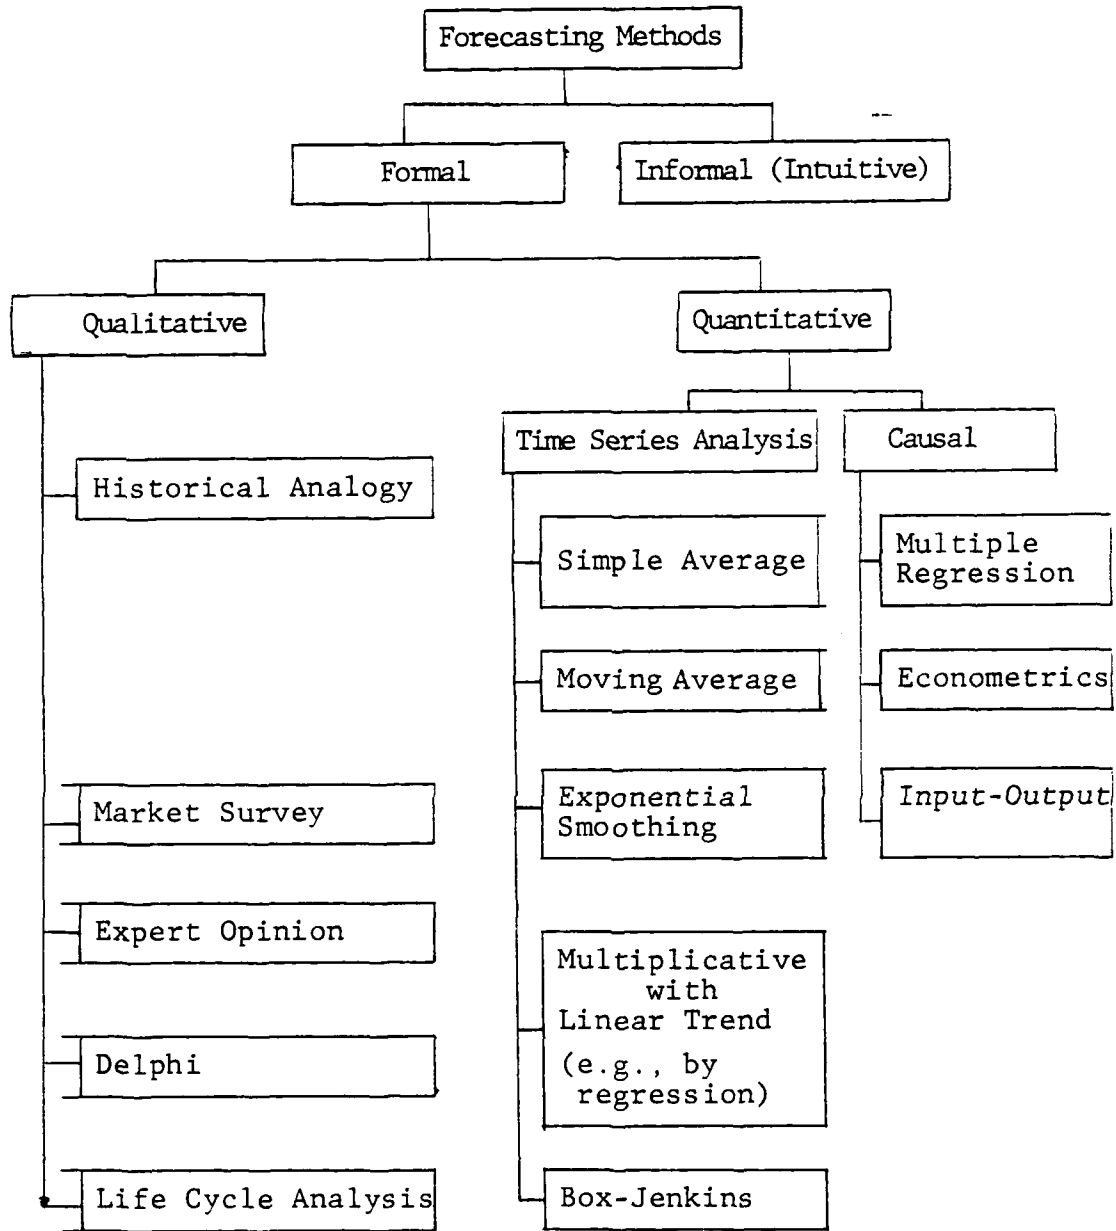 Forecasting Methods
Formal
Informal (Intuitive)
Qualitative
Quantitative
Time Series Analysis
Causal
Historical Analogy
Simple Average
Multiple
Regression
Moving Average
Econometrics
Market Survey
Exponential
Smoothing
Input-Output
Expert Opinion
Multiplicative
with
Linear Trend
(e.g., by
regression)
Delphi
Life Cycle Analysis
Box-Jenkins